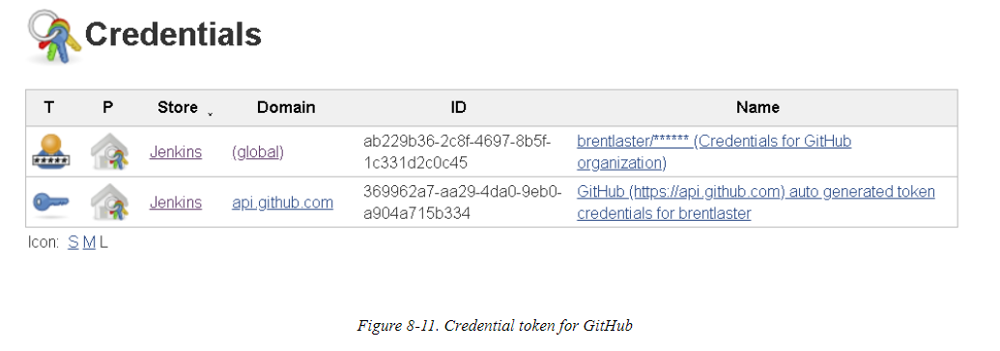 Credentials
T P Store Domain ID Name
Jenkins (global) ab229b36-2c8f-4697-8b5f- brentlaster/****** (Credentials for GitHub
1c331d2c0c45 organization)
Jenkins api.github.com 369962a7-aa29-4da0-9eb0- GitHub (https://api.github.com) auto generated token
a904a715b334 credentials for brentlaster
Icon: S M L
Figure 8-11. Credential token for GitHub